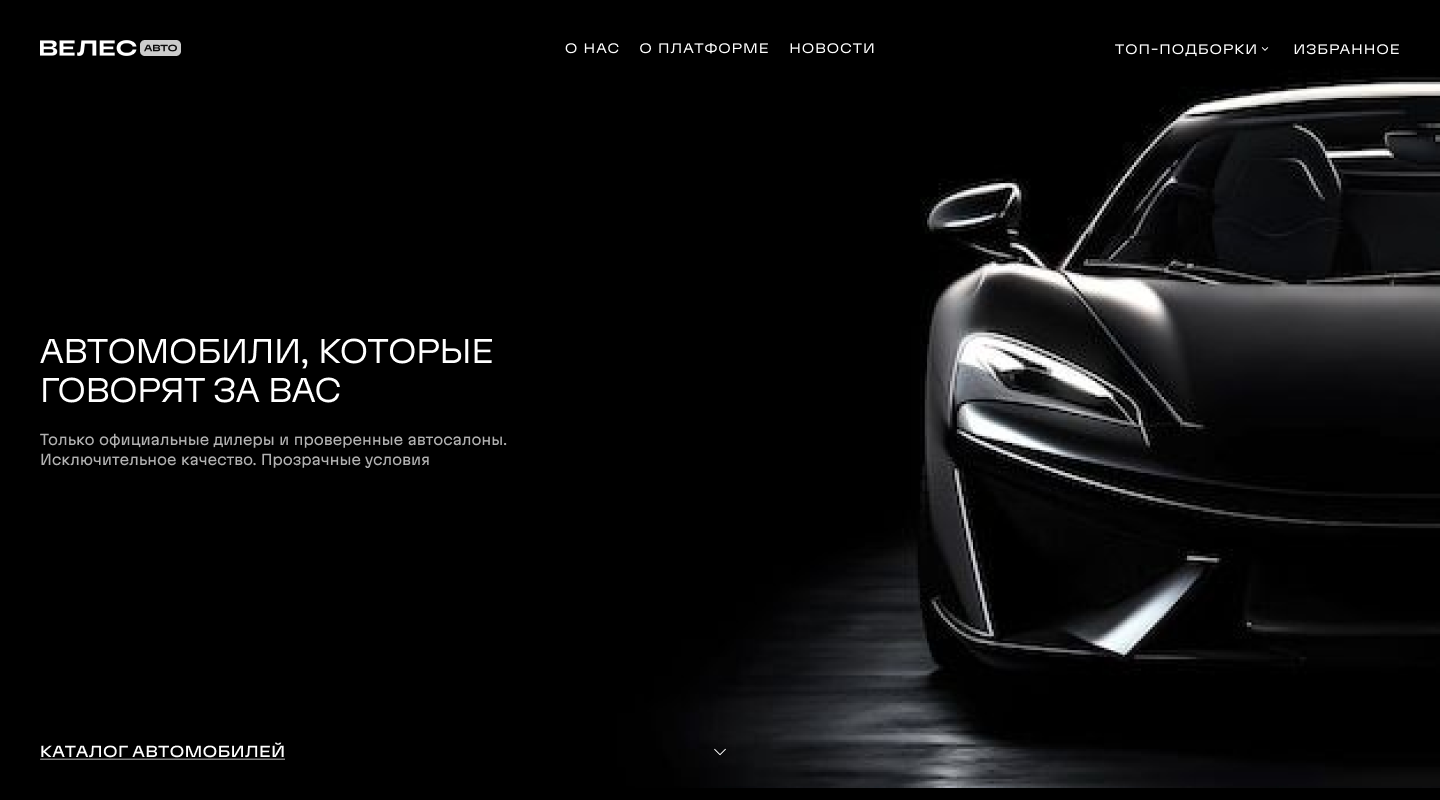 ВЕЛЕС АВТО
О НАС О ПЛАТФОРМЕ НОВОСТИ
ТОП-ПОДБОРКИ ИЗБРАННОЕ
АВТОМОБИЛИ, КОТОРЫЕ
ГОВОРЯТ ЗА ВАС
Только официальные дилеры и проверенные автосалоны.
Исключительное качество. Прозрачные условия
КАТАЛОГ АВТОМОБИЛЕЙ